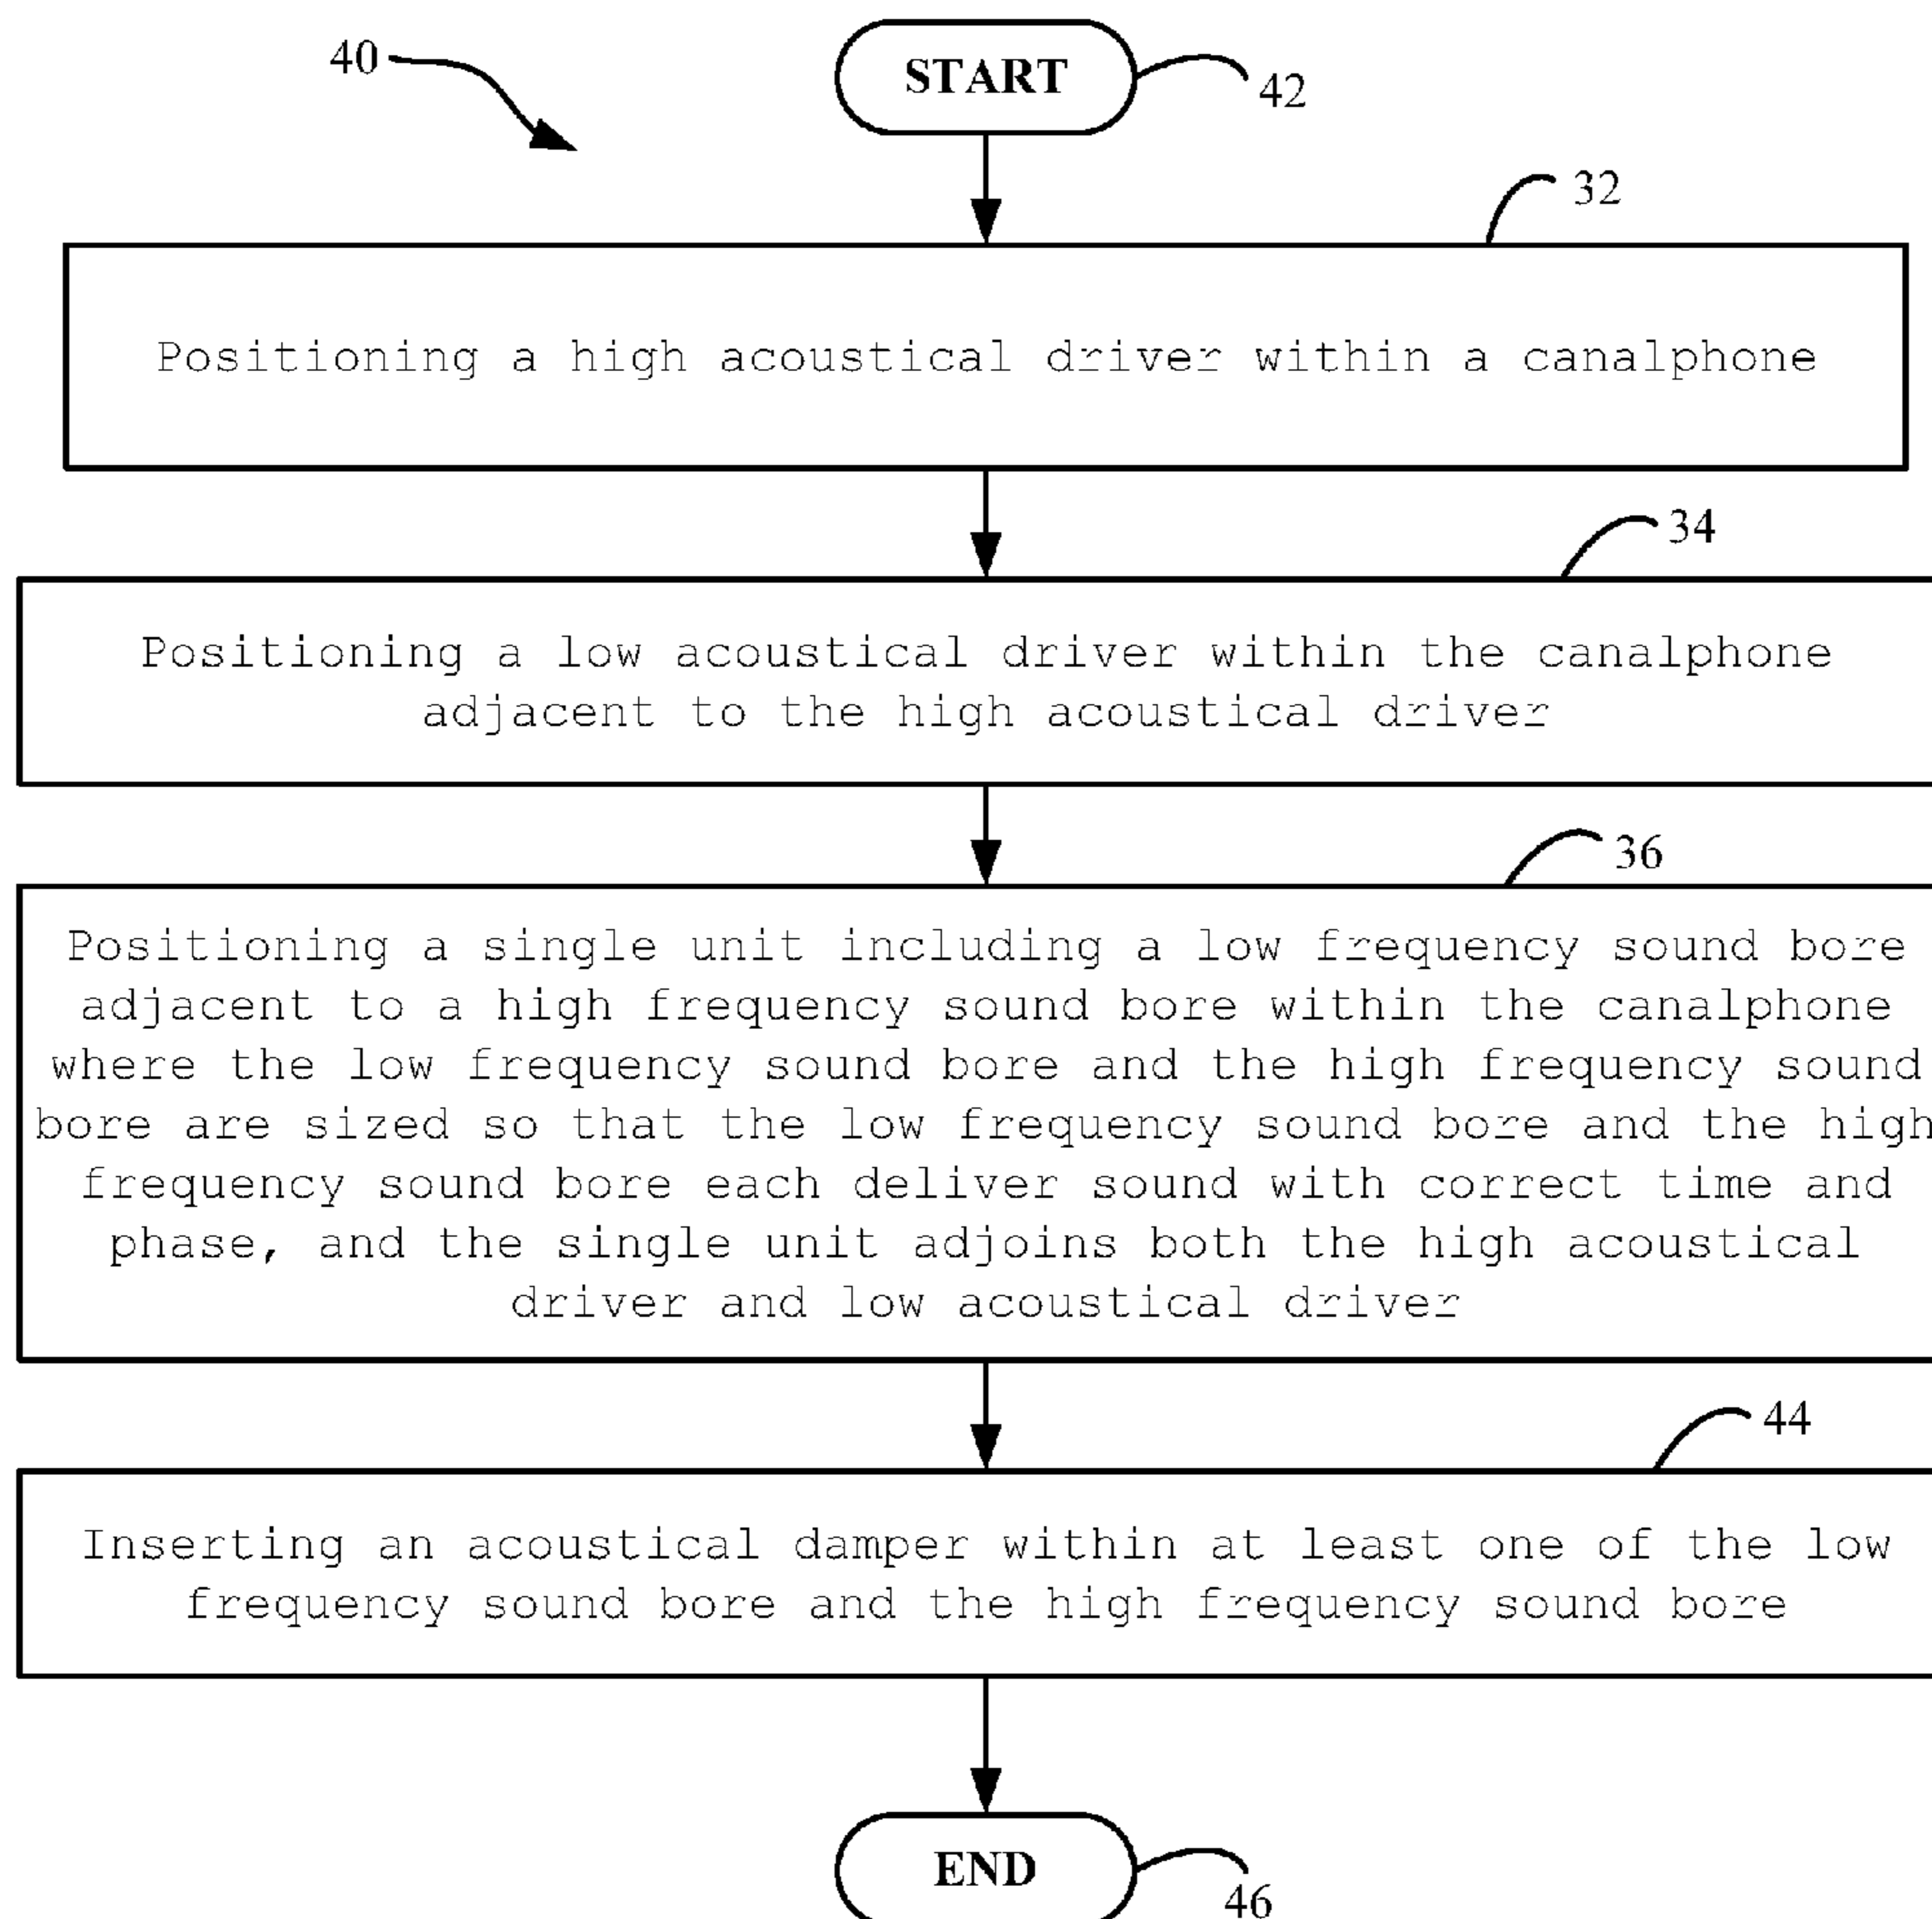 40
START
42
32
Positioning a high acoustical driver within a canalphone
34
Positioning a low acoustical driver within the canalphone
adjacent to the high acoustical driver
36
Positioning a single unit including a low frequency sound bore
adjacent to a high frequency sound bore within the canalphone
where the low frequency sound bore and the high frequency sound
bore are sized so that the low frequency sound bore and the high
frequency sound bore each deliver sound with correct time and
phase, and the single unit adjoins both the high acoustical
driver and low acoustical driver
44
Inserting an acoustical damper within at least one of the low
frequency sound bore and the high frequency sound bore
END
46